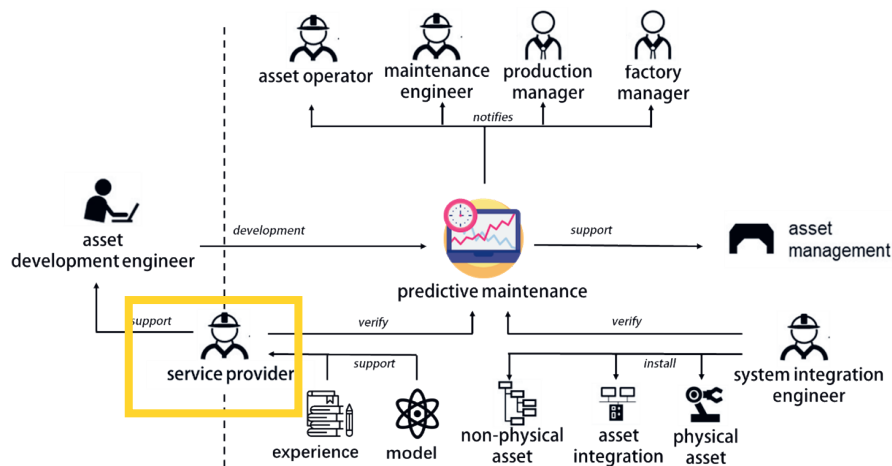 asset operator
maintenance
engineer
production
manager
factory
manager
notifies
asset
development engineer
development
predictive maintenance
support
asset
management
support
service provider
verify
support
experience
model
verify
install
non-physical
asset
asset
integration
physical
asset
system integration
engineer